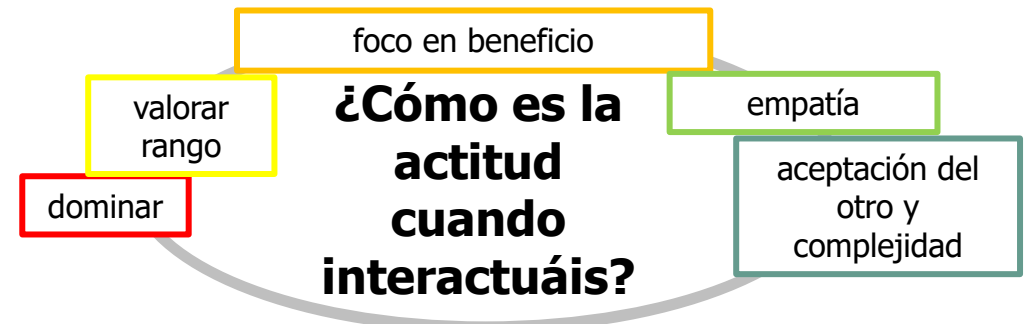 foco en beneficio
valorar
rango
dominar
¿Cómo es la
actitud
cuando
interactuáis?
empatía
aceptación del
otro y
complejidad